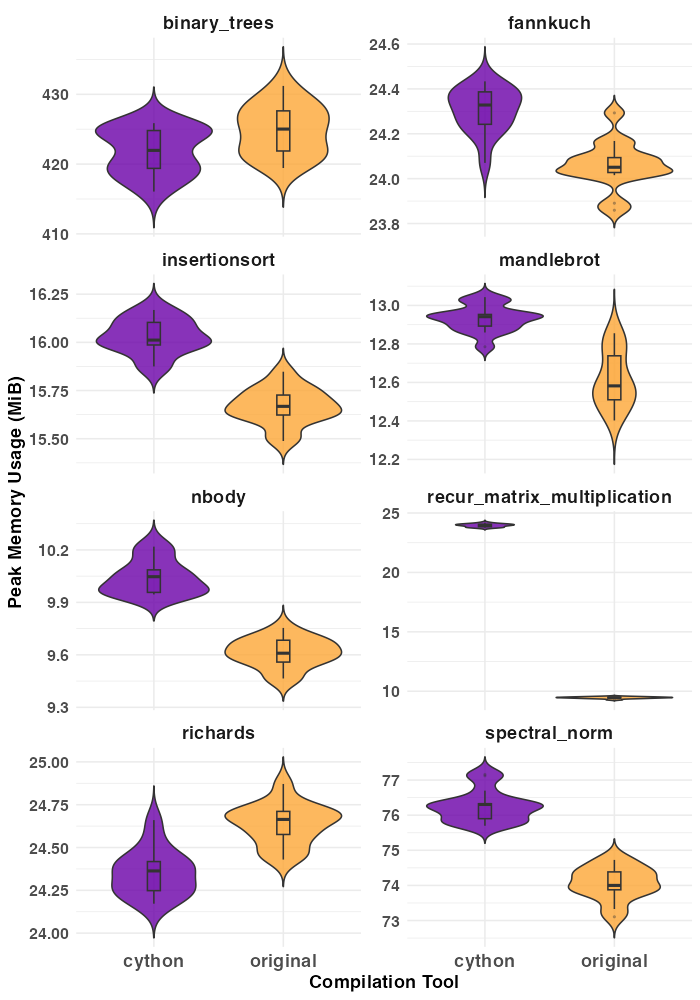 binary_trees
fannkuch
430
420
410
24.6
24.4
24.2
24.0
23.8
insertionsort
mandlebrot
16.25
16.00
15.75
15.50
13.0
12.8
12.6
12.4
12.2
Peak Memory Usage (MiB)
nbody
recur_matrix_multiplication
10.2
9.9
9.6
9.3
25
20
15
10
richards
spectral_norm
25.00
24.75
24.50
24.25
24.00
77
76
75
74
73
cython
original
cython
original
Compilation Tool